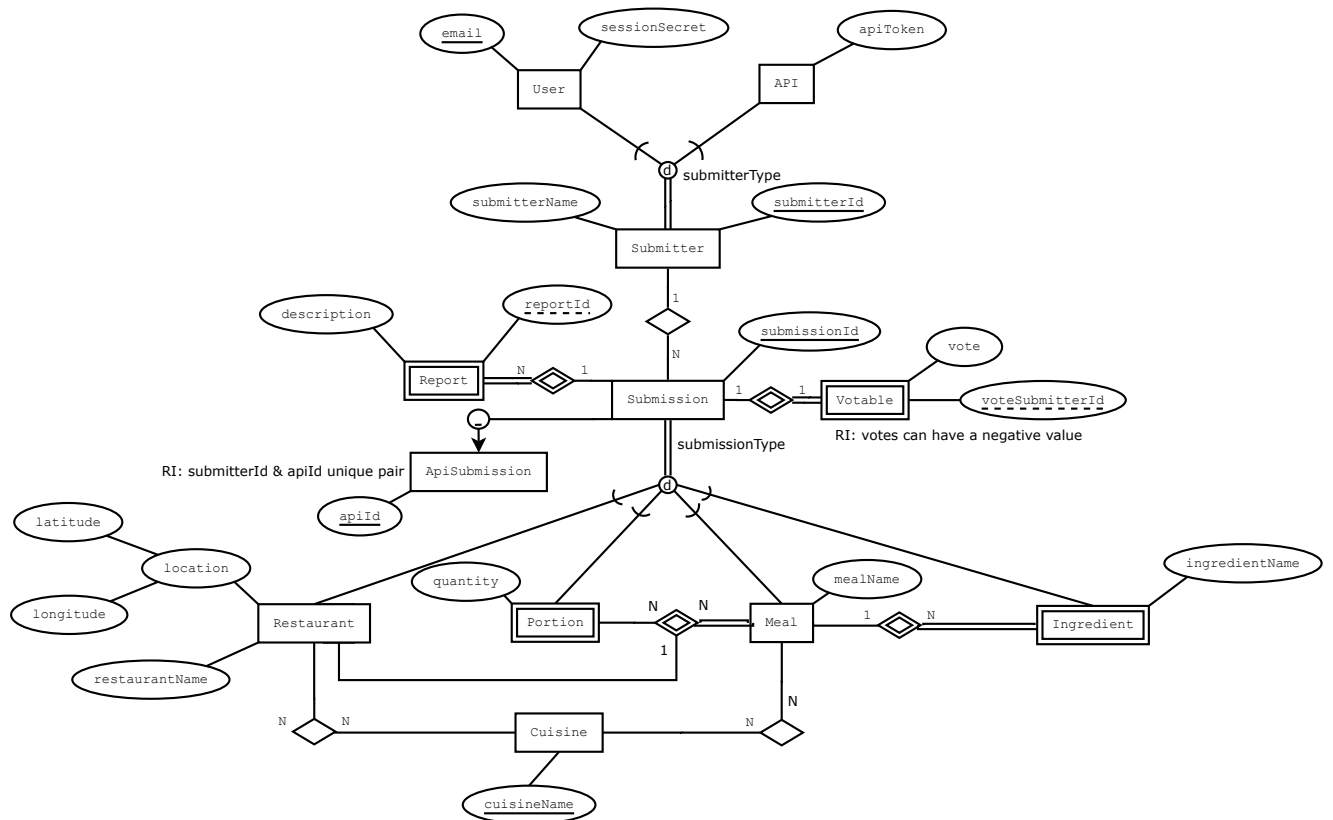 email
sessionSecret
apiToken
User
API
d
submitterType
submitterName
submitterId
Submitter
1
description
reportId
submissionId
vote
N
Report
N
1
Submission
1
1
Votable
voteSubmitterId
RI: votes can have a negative value
submissionType
RI: submitterId & apiId unique pair
ApiSubmission
d
apiId
latitude
location
longitude
quantity
mealName
ingredientName
Restaurant
Portion
N
N
1
Meal
1
N
Ingredient
restaurantName
N
N
N
N
Cuisine
cuisineName